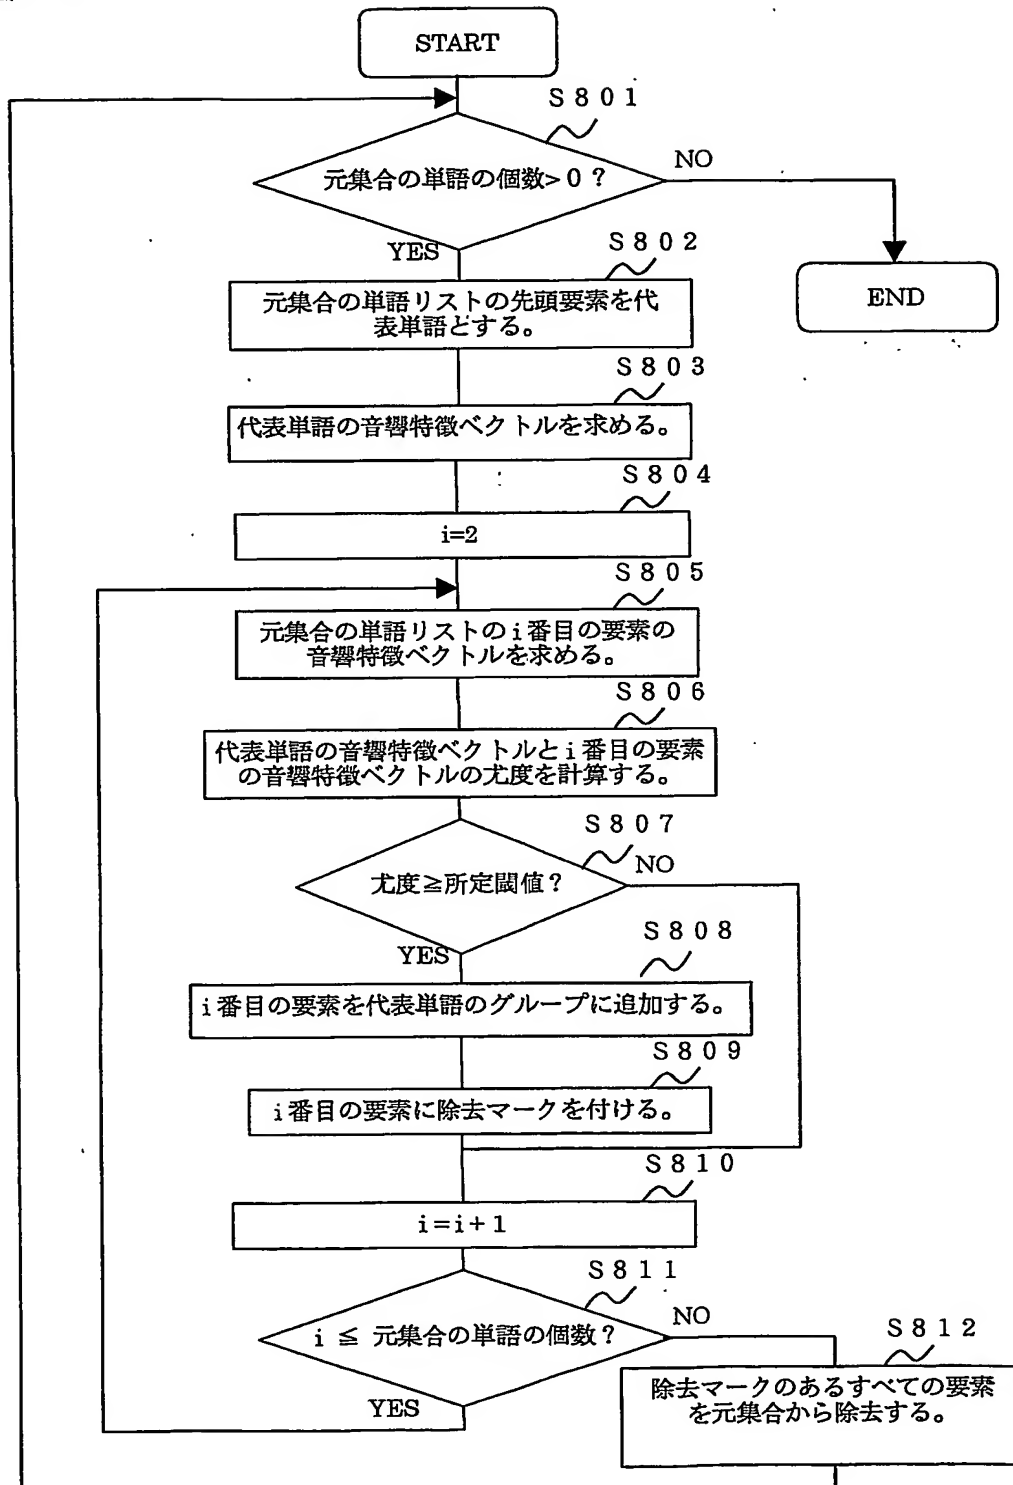 START
S801
元集合の単語の個数>0?
NO
YES
END
S802
元集合の単語リストの先頭要素を代
表単語とする。
S803
代表単語の音響特徴ベクトルを求める。
S804
i=2
S805
元集合の単語リストのi番目の要素の
音響特徴ベクトルを求める。
S806
代表単語の音響特徴ベクトルとi番目の要素
の音響特徴ベクトルの尤度を計算する。
S807
尤度≧所定閾値?
NO
YES
S808
i番目の要素を代表単語のグループに追加する。
S809
i番目の要素に除去マークを付ける。
S810
i=i+1
S811
i ≦ 元集合の単語の個数?
NO
YES
S812
除去マークのあるすべての要素
を元集合から除去する。